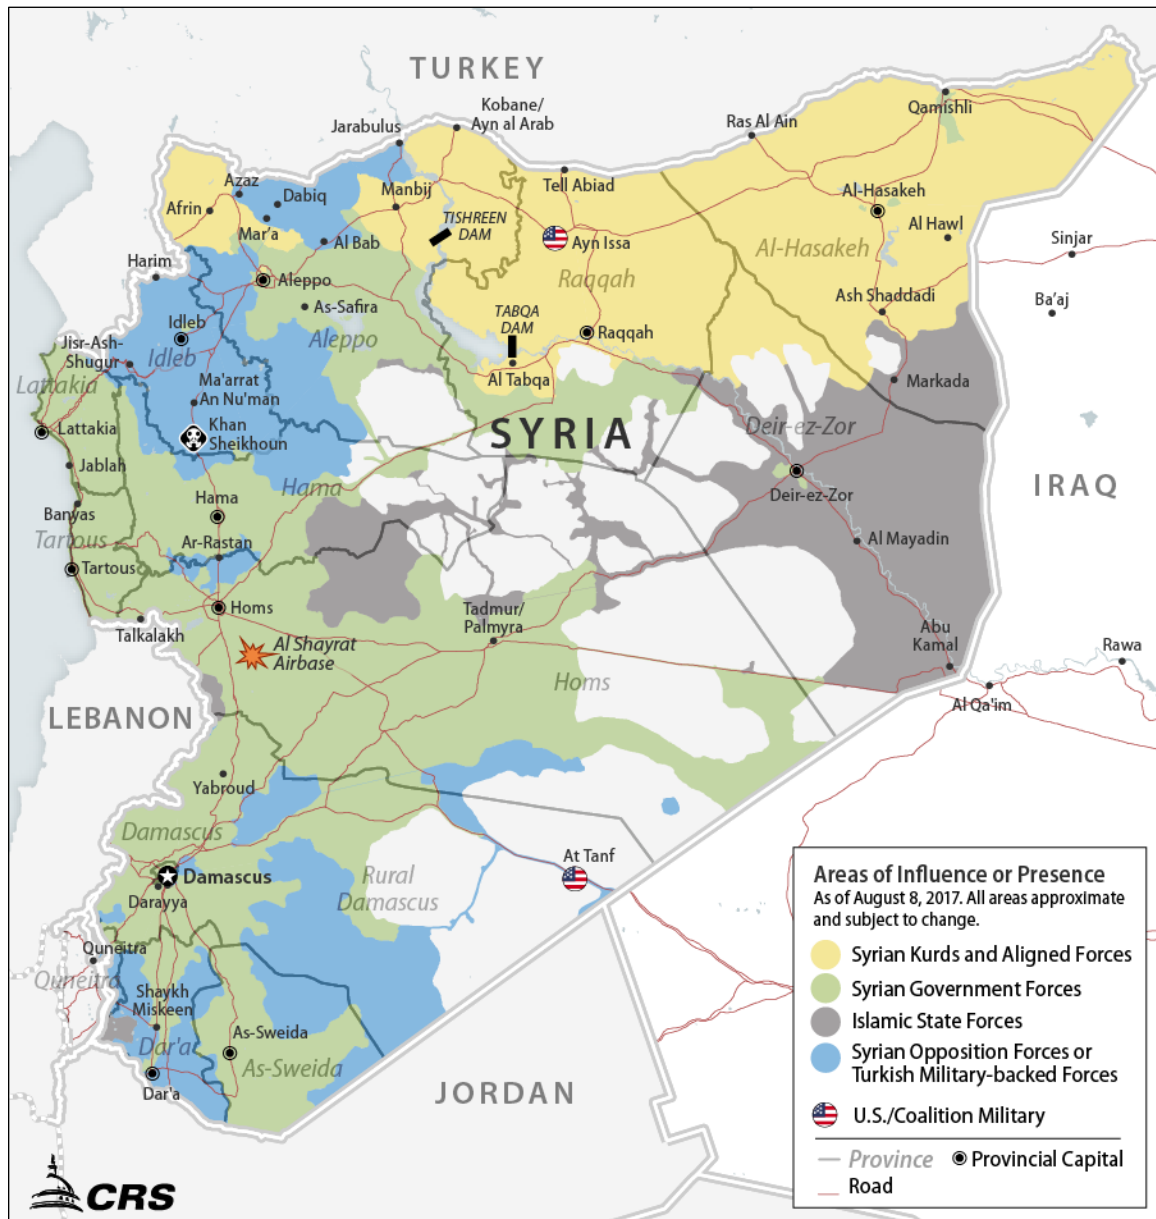 TURKEY
Kobane/
Ayn al Arab
Jarabulus
Ras Al Ain
Qamishli
Azaz
Dabiq
Manbij
Tell Abiad
Afrin
Mar'a
TISHREEN
DAM
Al-Hasakeh
Al Bab
Ayn Issa
Al Hawl
Sinjar
Al-Hasakeh
Harim
Aleppo
Raqqah
Ash Shaddadi
Ba'aj
As-Safira
TABQA
DAM
Idleb
Raqqah
Aleppo
Jisr-Ash-
Shugur
Idleb
Al Tabqa
Markada
Lattakia
Ma'arrat
An Nu'man
Lattakia
Khan
Sheikhoun
SYRIA
Deir-ez-Zor
Jablah
IRAQ
Hama
Hama
Deir-ez-Zor
Banyas
Tartous
Ar-Rastan
Al Mayadin
Tartous
Homs
Tadmur/
Palmyra
Talkalakh
Abu
Kamal
Al Shayrat
Airbase
Rawa
Homs
LEBANON
Al Qa'im
Yabroud
Damascus
At Tanf
Damascus
Rural
Damascus
Darayya
Quneitra
Quneitra
Shaykh
Miskeen
As-Sweida
Dar'a
As-Sweida
Dar'a
JORDAN
Areas of Influence or Presence
As of August 8, 2017. All areas approximate
and subject to change.
Syrian Kurds and Aligned Forces
Syrian Government Forces
Islamic State Forces
Syrian Opposition Forces or
Turkish Military-backed Forces
U.S./Coalition Military
Province
Provincial Capital
Road
CRS